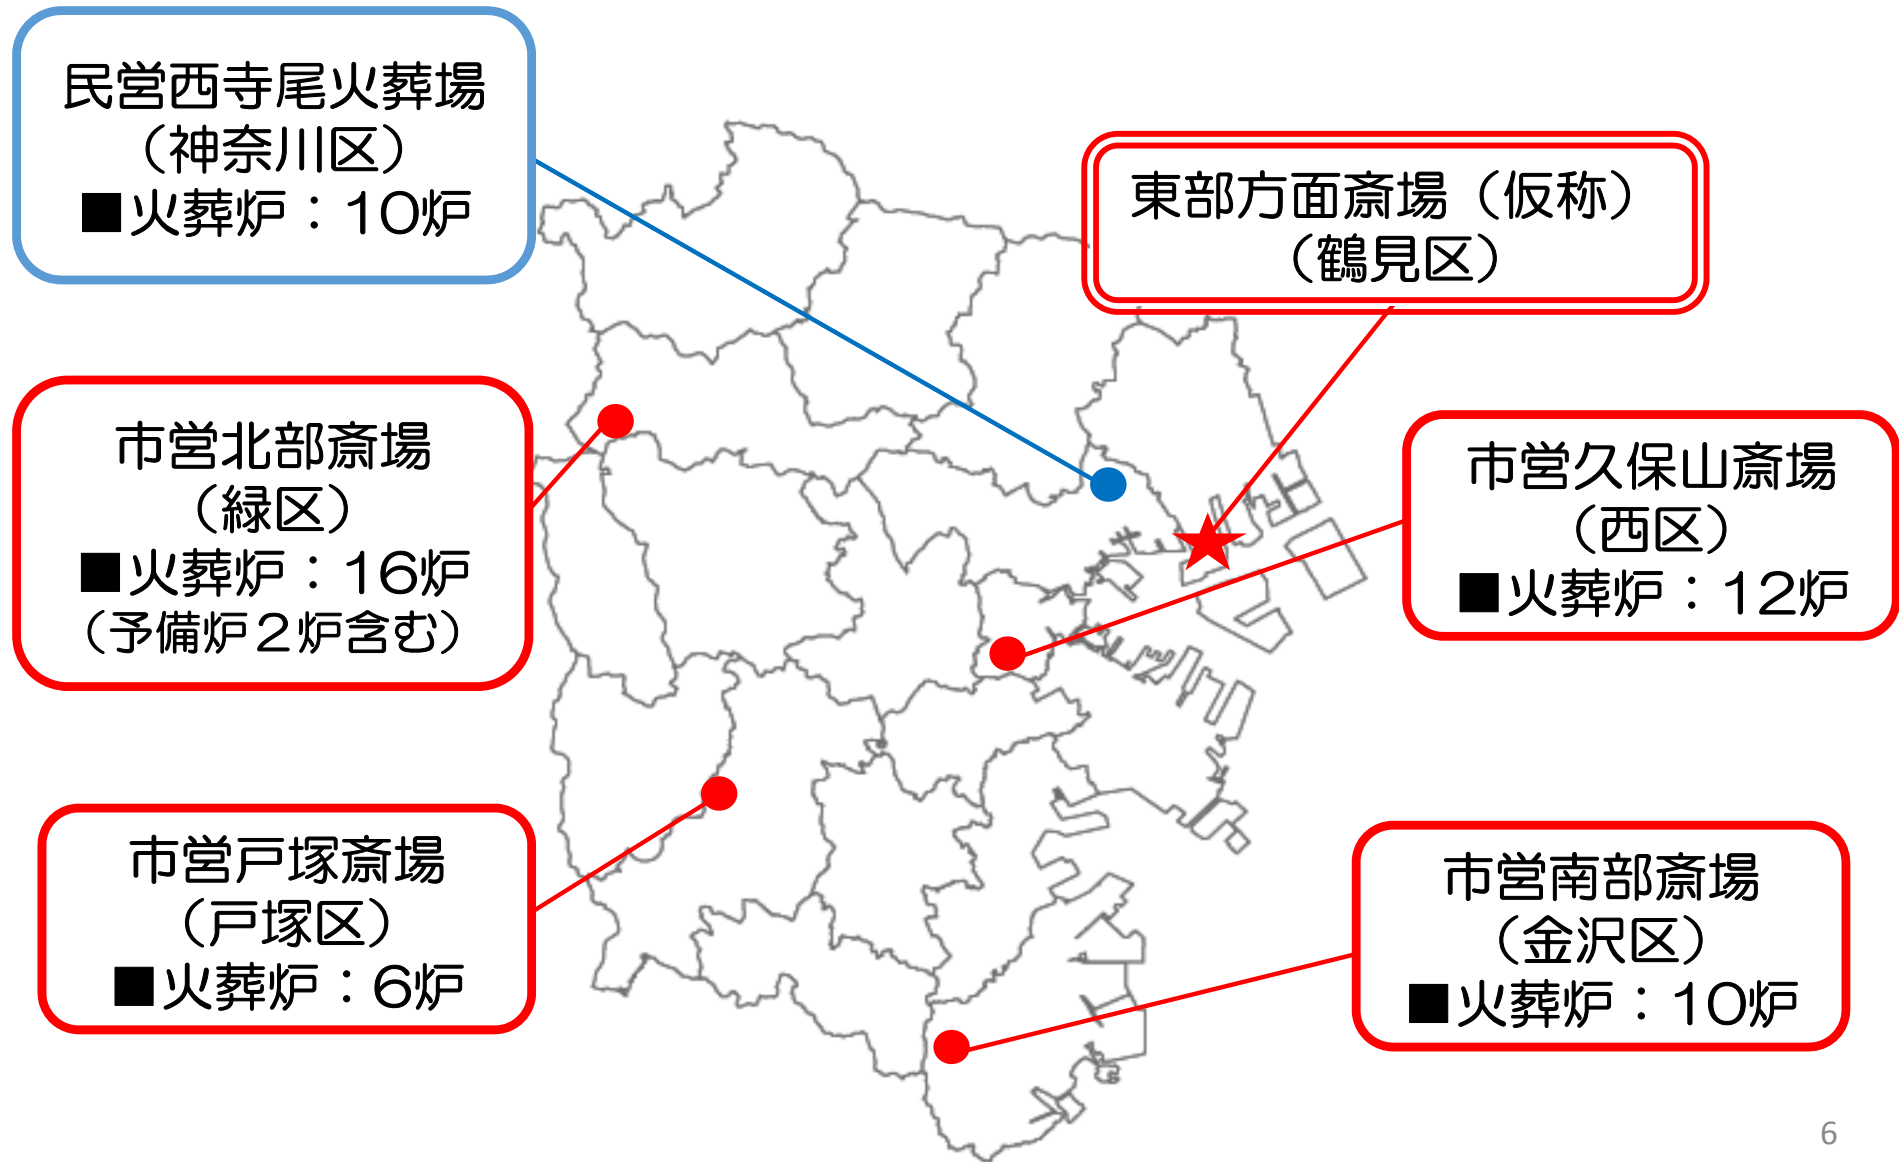 民営西寺尾火葬場
（神奈川区）
■火葬炉：10炉
東部方面斎場（仮称）
（鶴見区）
市営北部斎場
（緑区）
■火葬炉：16炉
（予備炉２炉含む）
市営久保山斎場
（西区）
■火葬炉：12炉
市営戸塚斎場
（戸塚区）
■火葬炉：6炉
市営南部斎場
（金沢区）
■火葬炉：10炉
6